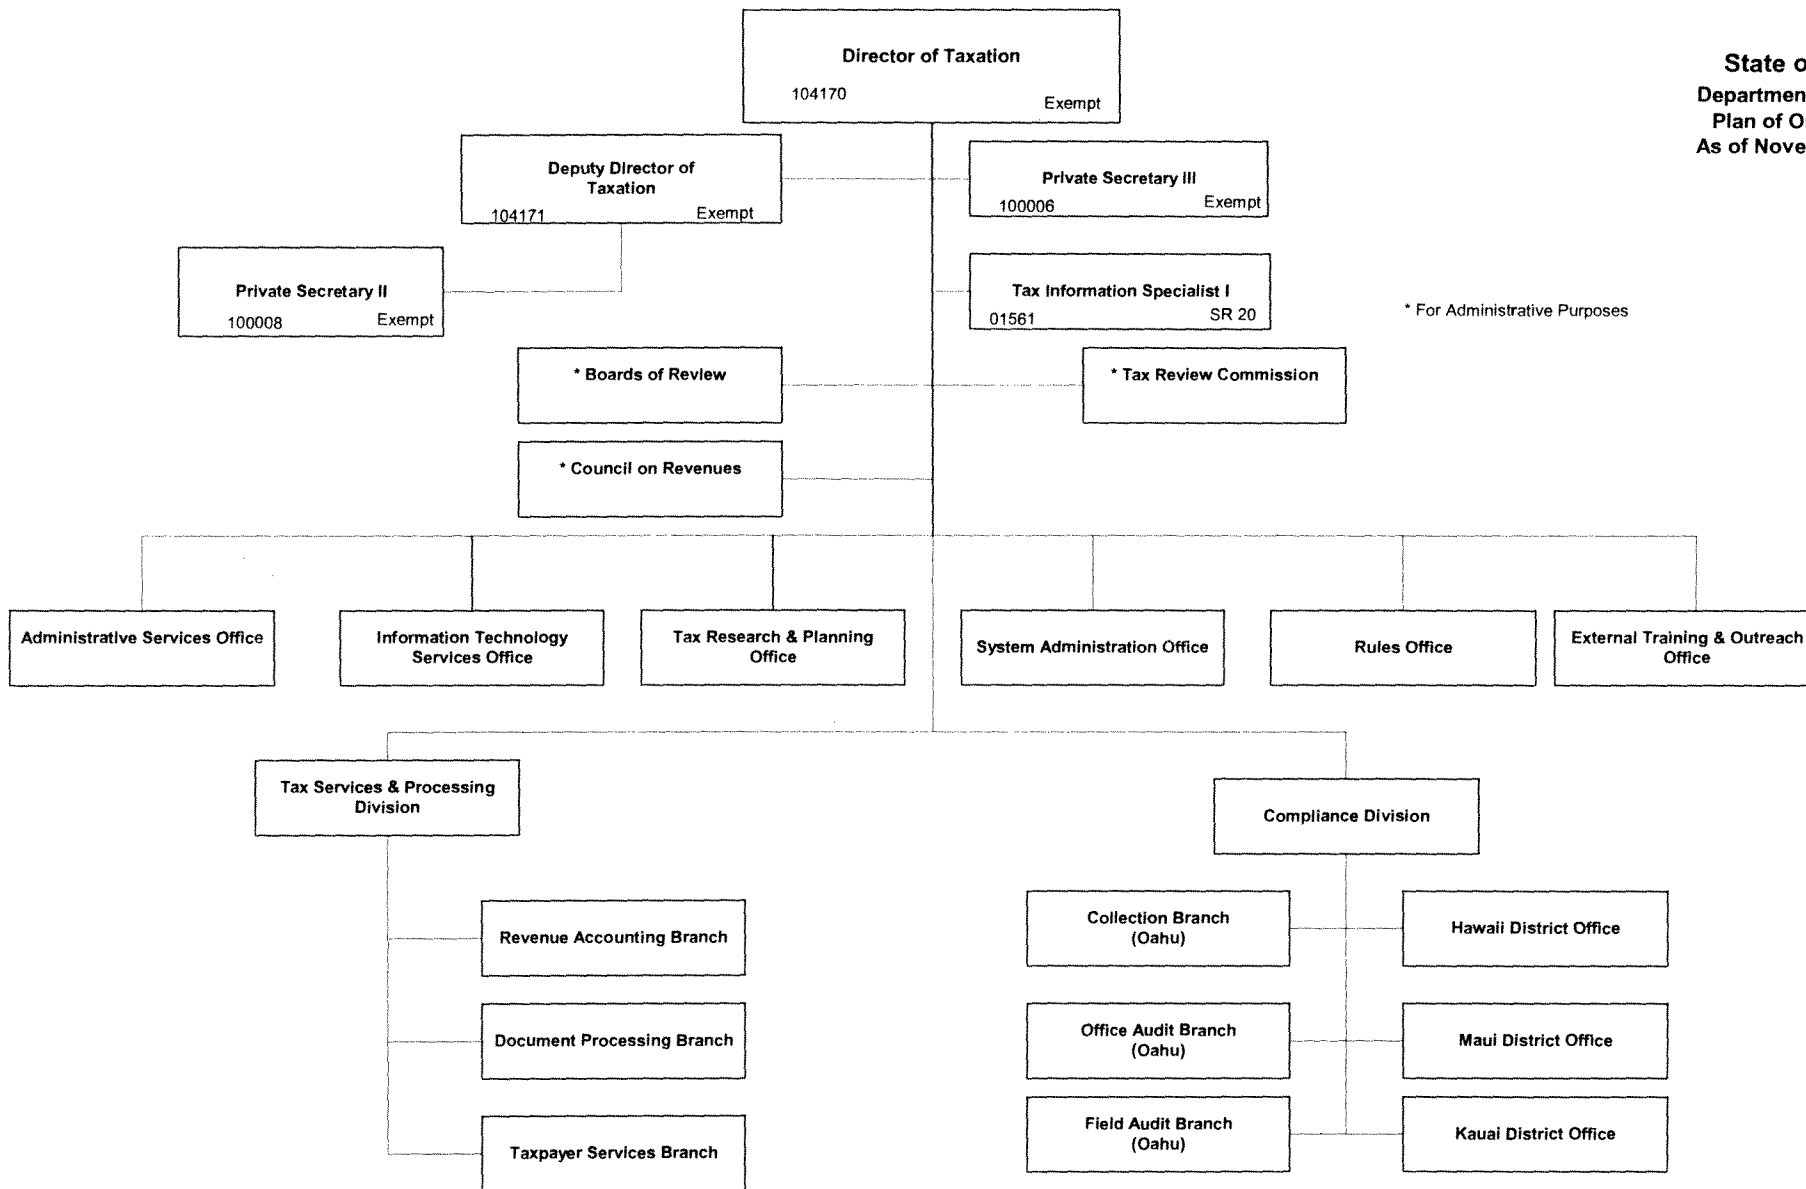 Director of Taxation
104170 Exempt
State o
Departmen
Plan of O
As of Nove
Deputy Director of
Taxation
104171 Exempt
Private Secretary III
100006 Exempt
Private Secretary II
100008 Exempt
Tax Information Specialist I
01561 SR 20
* For Administrative Purposes
* Boards of Review
* Tax Review Commission
* Council on Revenues
Administrative Services Office
Information Technology
Services Office
Tax Research & Planning
Office
System Administration Office
Rules Office
External Training & Outreach
Office
Tax Services & Processing
Division
Compliance Division
Revenue Accounting Branch
Document Processing Branch
Taxpayer Services Branch
Collection Branch
(Oahu)
Hawaii District Office
Office Audit Branch
(Oahu)
Maui District Office
Field Audit Branch
(Oahu)
Kauai District Office